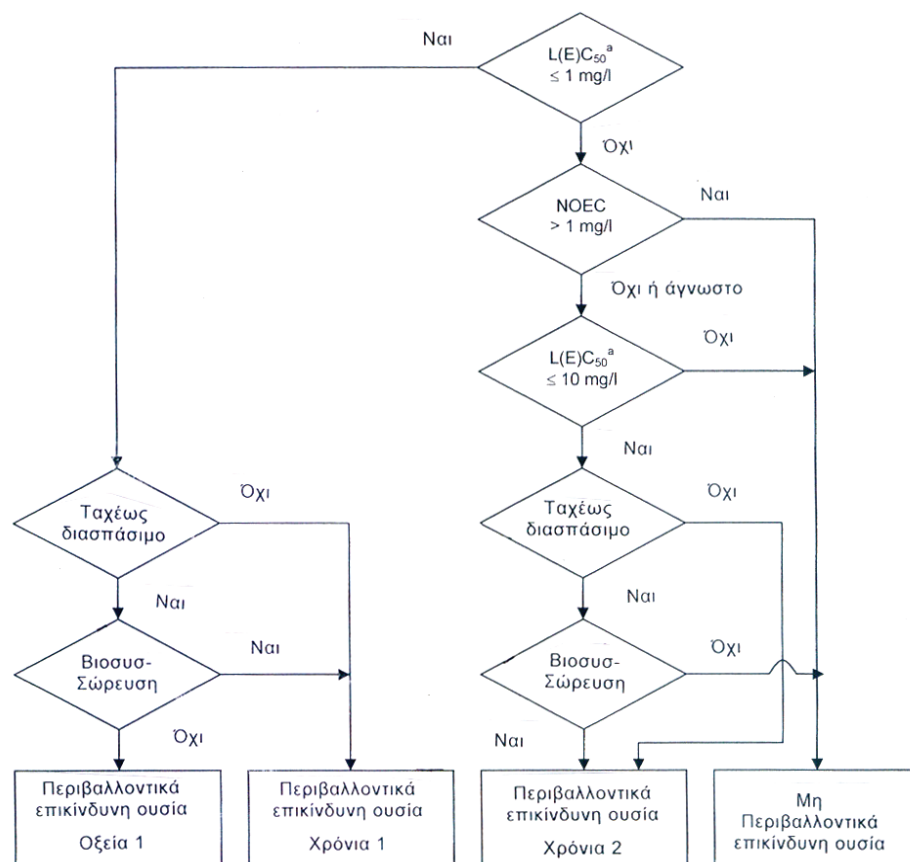 Ναι
L(E)C₅₀ᵃ
≤ 1 mg/l
Όχι
NOEC
> 1 mg/l
Ναι
Όχι ή άγνωστο
L(E)C₅₀ᵃ
≤ 10 mg/l
Όχι
Ναι
Ταχέως
διασπάσιμο
Όχι
Ταχέως
διασπάσιμο
Όχι
Ναι
Ναι
Βιοσυσ-
Σώρευση
Ναι
Βιοσυσ-
Σώρευση
Όχι
Όχι
Ναι
Περιβαλλοντικά
επικίνδυνη ουσία
Οξεία 1
Περιβαλλοντικά
επικίνδυνη ουσία
Χρόνια 1
Περιβαλλοντικά
επικίνδυνη ουσία
Χρόνια 2
Μη
Περιβαλλοντικά
επικίνδυνη ουσία